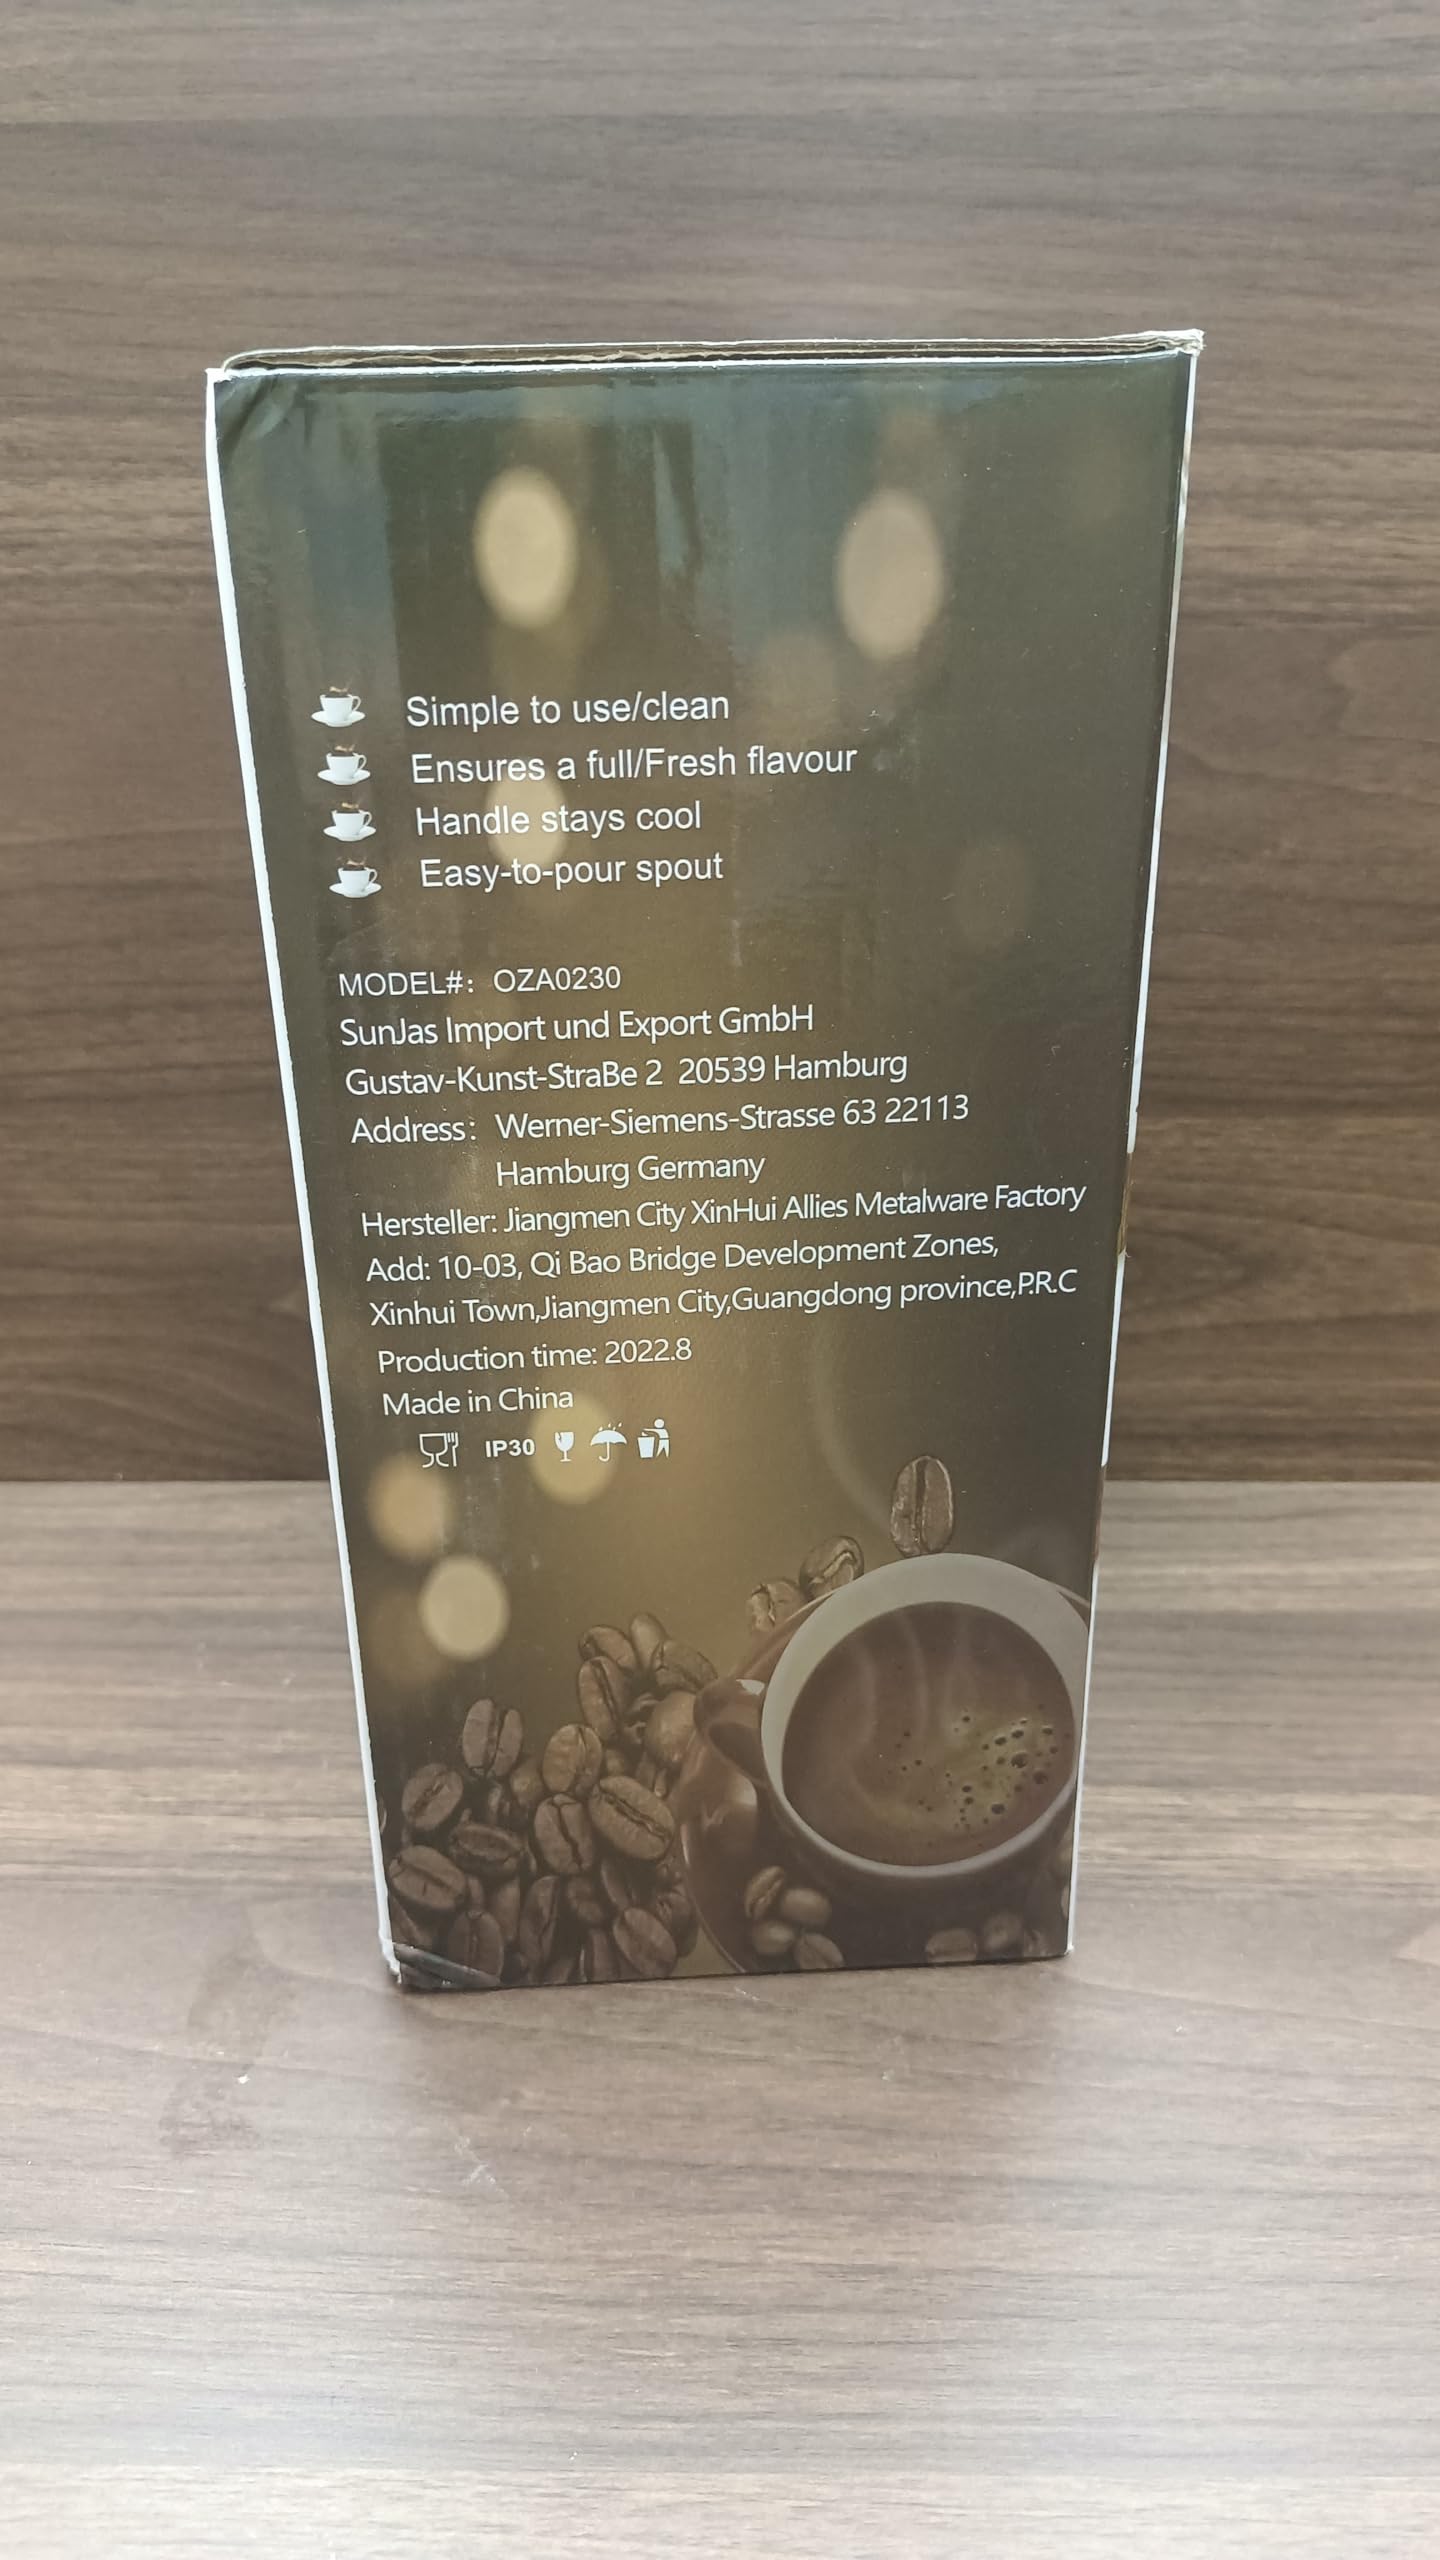 Simple to use/clean
Ensures a full/Fresh flavour
Handle stays cool
Easy-to-pour spout
MODEL#: OZA0230
SunJas Import und Export GmbH
Gustav-Kunst-StraBe 2 20539 Hamburg
Address: Werner-Siemens-Strasse 63 22113
Hamburg Germany
Hersteller: Jiangmen City XinHui Allies Metalware Factory
Add: 10-03, Qi Bao Bridge Development Zones,
Xinhui Town,Jiangmen City,Guangdong province,P.R.C
Production time: 2022.8
Made in China
IP30